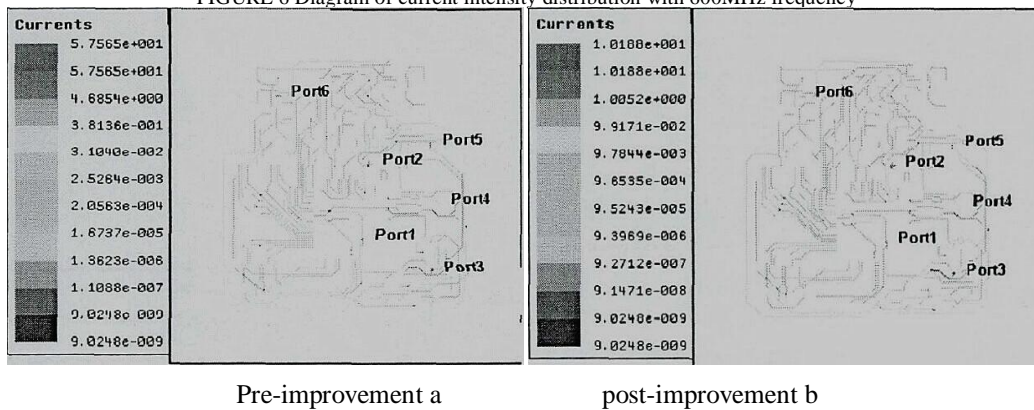 FIGURE 6 Diagram of current intensity distribution with 600MHz frequency
Currents
5.7565e+001
5.7565e+001
4.6854e+000
3.8136e-001
3.1040e-002
2.5264e-003
2.0563e-004
1.6737e-005
1.3623e-006
1.1088e-007
9.0248e 009
9.0248e-009
Port6
Port5
Port2
Port4
Port1
Port3
Currents
1.0188e+001
1.0188e+001
1.0052e+000
9.9171e-002
9.7844e-003
9.6535e-004
9.5243e-005
9.3969e-006
9.2712e-007
9.1471e-008
9.0248e-009
9.0248e-009
Port6
Port5
Port2
Port4
Port1
Port3
Pre-improvement a
post-improvement b